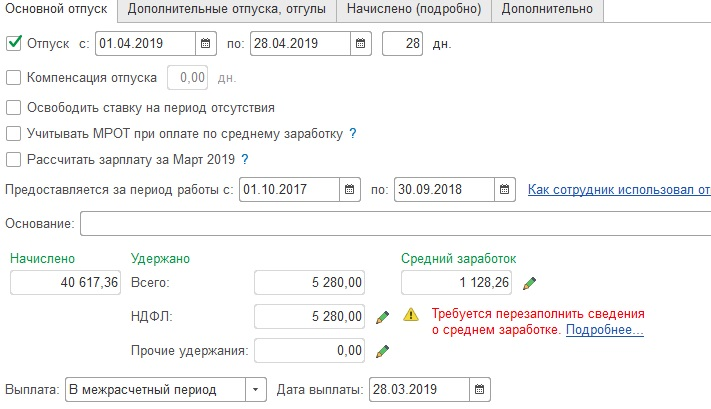 Основной отпуск Дополнительные отпуска, отгулы Начислено (подробно) Дополнительно
Отпуск с: 01.04.2019 по: 28.04.2019 28 дн.
Компенсация отпуска 0,00 дн.
Освободить ставку на период отсутствия
Учитывать МРОТ при оплате по среднему заработку ?
Рассчитать зарплату за Март 2019 ?
Предоставляется за период работы с: 01.10.2017 по: 30.09.2018 Как сотрудник использовал от
Основание:
Начислено Удержано Средний заработок
40 617,36 Всего: 5 280,00 1 128,26
НДФЛ: 5 280,00 Требуется перезаполнить сведения
о среднем заработке. Подробнее...
Прочие удержания: 0,00
Выплата: В межрасчетный период Дата выплаты: 28.03.2019